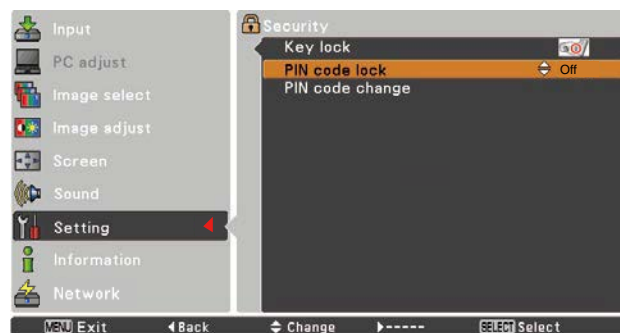 Input
PC adjust
Image select
Image adjust
Screen
Sound
Setting
Information
Network
Security
Key lock
PIN code lock Off
PIN code change
MENU Exit Back Change ----- SELECT Select